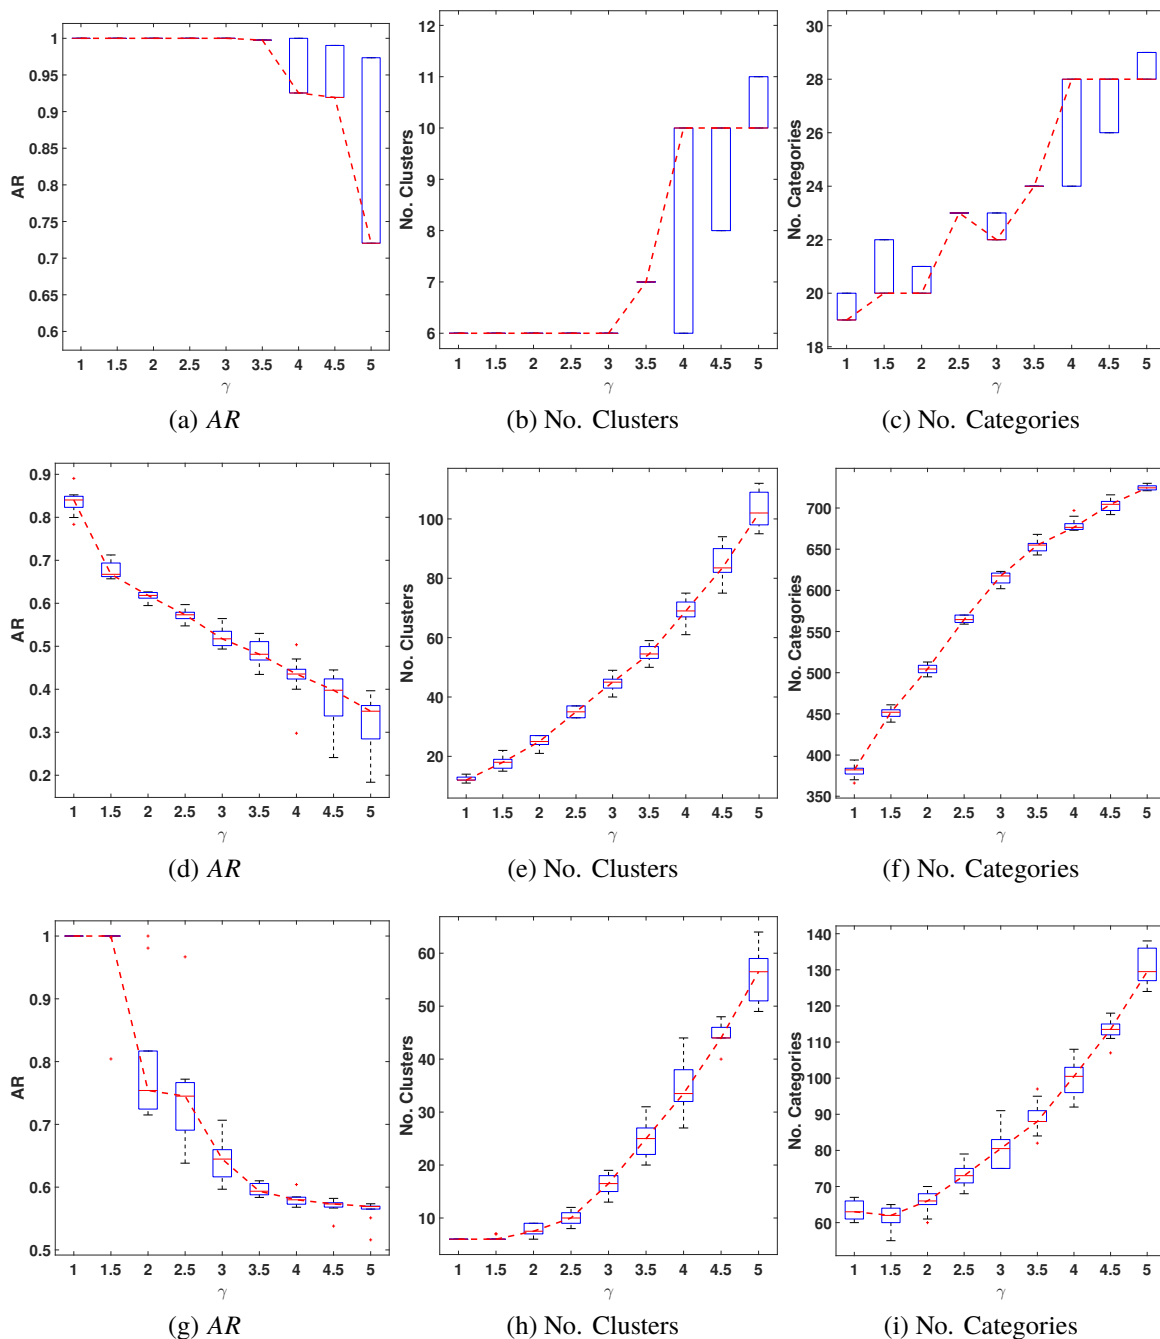 1
0.95
0.9
0.85
0.8
0.75
0.7
0.65
0.6
AR
1 1.5 2 2.5 3 3.5 4 4.5 5
γ
(a) AR
12
11
10
9
8
7
6
No. Clusters
1 1.5 2 2.5 3 3.5 4 4.5 5
γ
(b) No. Clusters
30
28
26
24
22
20
18
No. Categories
1 1.5 2 2.5 3 3.5 4 4.5 5
γ
(c) No. Categories
0.9
0.8
0.7
0.6
0.5
0.4
0.3
0.2
AR
1 1.5 2 2.5 3 3.5 4 4.5 5
γ
(d) AR
100
80
60
40
20
No. Clusters
1 1.5 2 2.5 3 3.5 4 4.5 5
γ
(e) No. Clusters
700
650
600
550
500
450
400
350
No. Categories
1 1.5 2 2.5 3 3.5 4 4.5 5
γ
(f) No. Categories
1
0.9
0.8
0.7
0.6
0.5
AR
1 1.5 2 2.5 3 3.5 4 4.5 5
γ
(g) AR
60
50
40
30
20
10
No. Clusters
1 1.5 2 2.5 3 3.5 4 4.5 5
γ
(h) No. Clusters
140
130
120
110
100
90
80
70
60
No. Categories
1 1.5 2 2.5 3 3.5 4 4.5 5
γ
(i) No. Categories